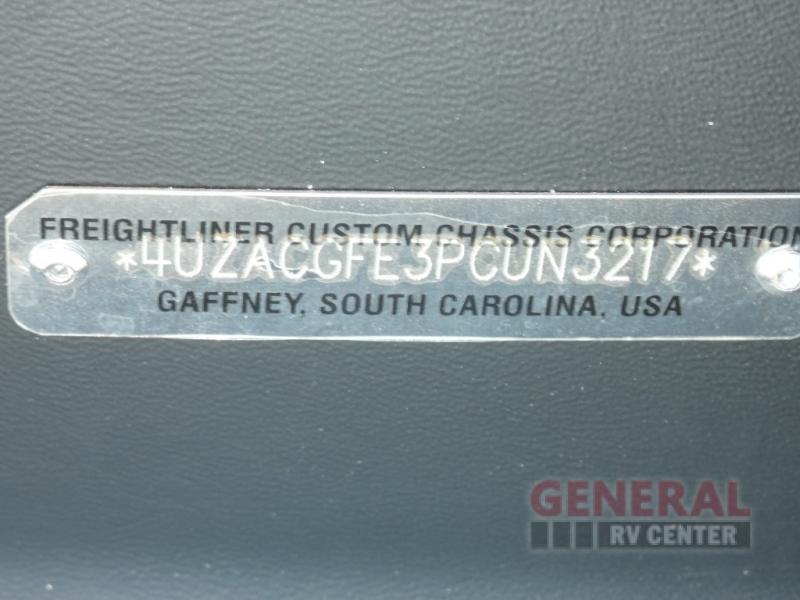 FREIGHTLINER CUSTOM CHASSIS CORPORATION
*4UZACGFE3PCUN3217*
GAFFNEY, SOUTH CAROLINA, USA
GENERAL
RV CENTER